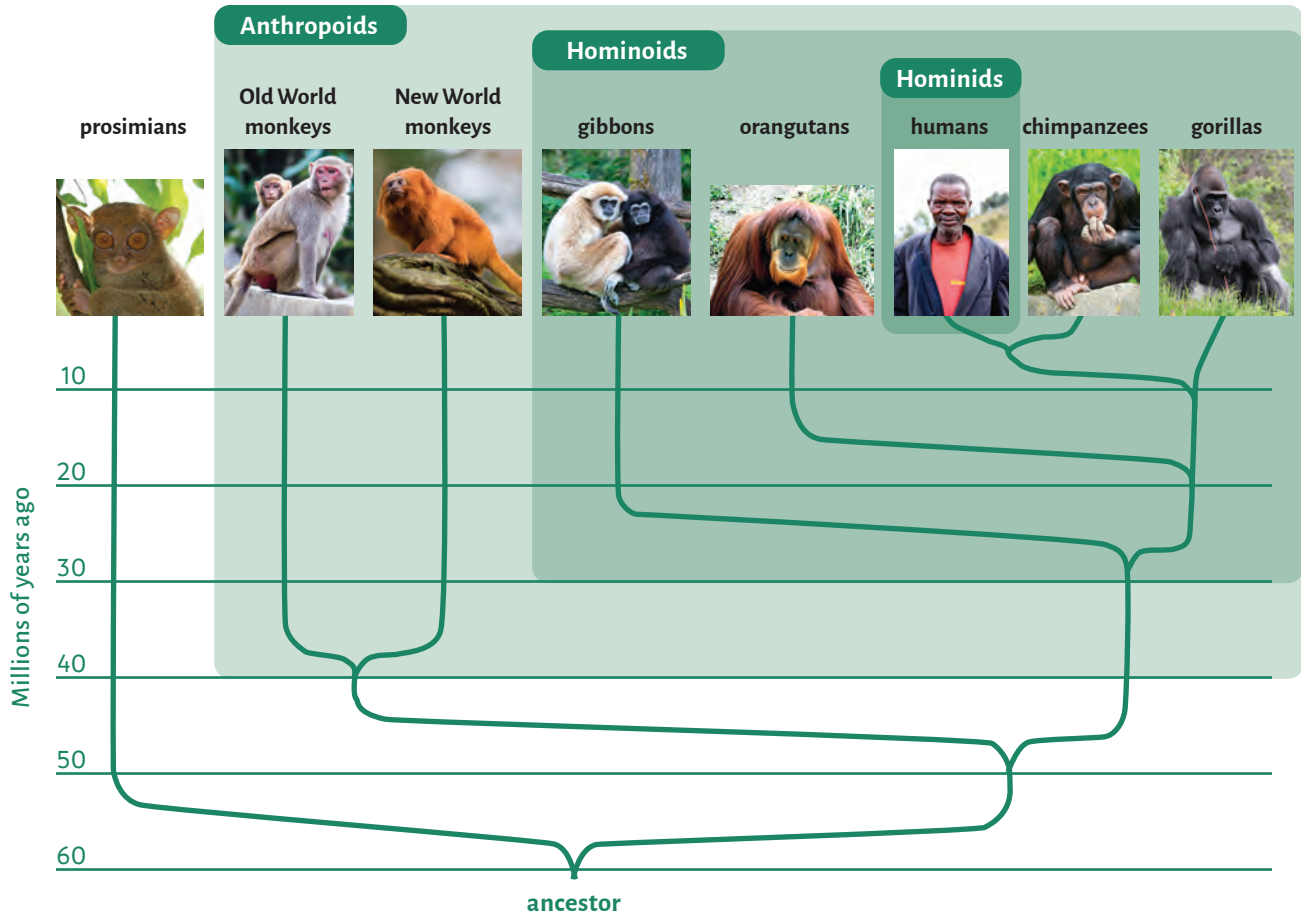 Anthropoids
Hominoids
Hominids
prosimians
Old World
monkeys
New World
monkeys
gibbons
orangutans
humans
chimpanzees
gorillas
10
20
30
40
50
60
Millions of years ago
ancestor